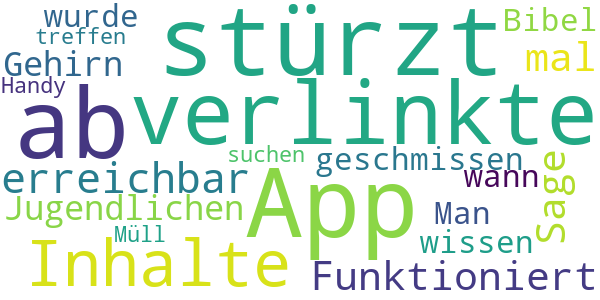 wurde
stürzt
Bibel
treffen
mal
Gehirn
Handy
ab
verlinkte
suchen
geschmissen
erreichbar
App
wann
Sage
Jugendlichen
Man
Müll
wissen
Inhalte
Funktioniert